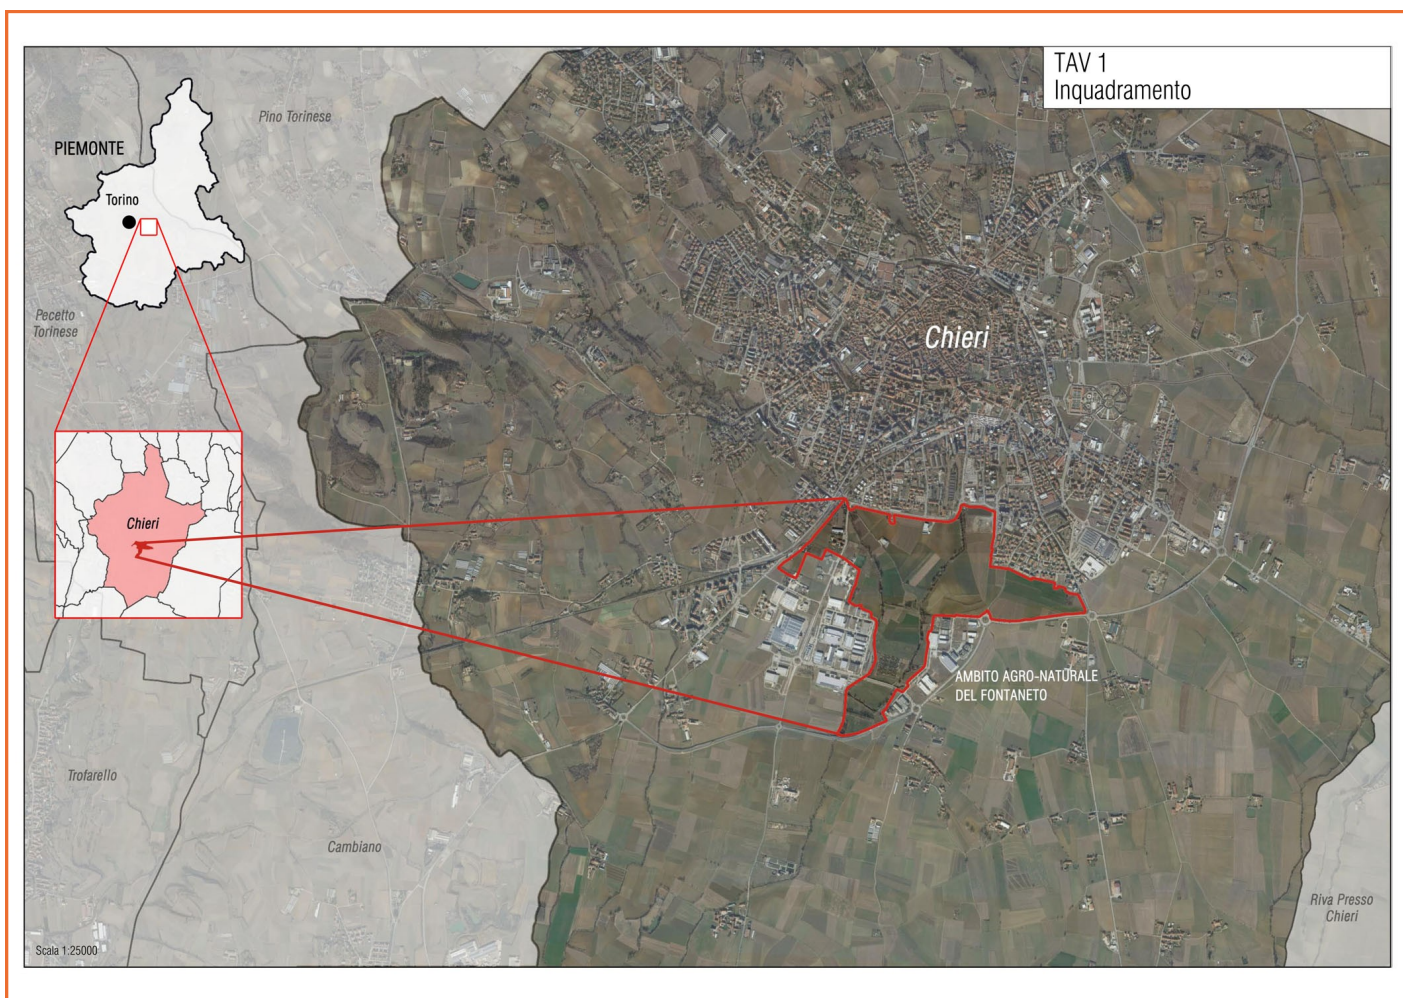 TAV 1
Inquadramento
Pino Torinese
PIEMONTE
Torino
Pecetto
Torinese
Chieri
Chieri
AMBITO AGRO-NATURALE
DEL FONTANETO
Trofarello
Cambiano
Riva Presso
Chieri
Scala 1:25000